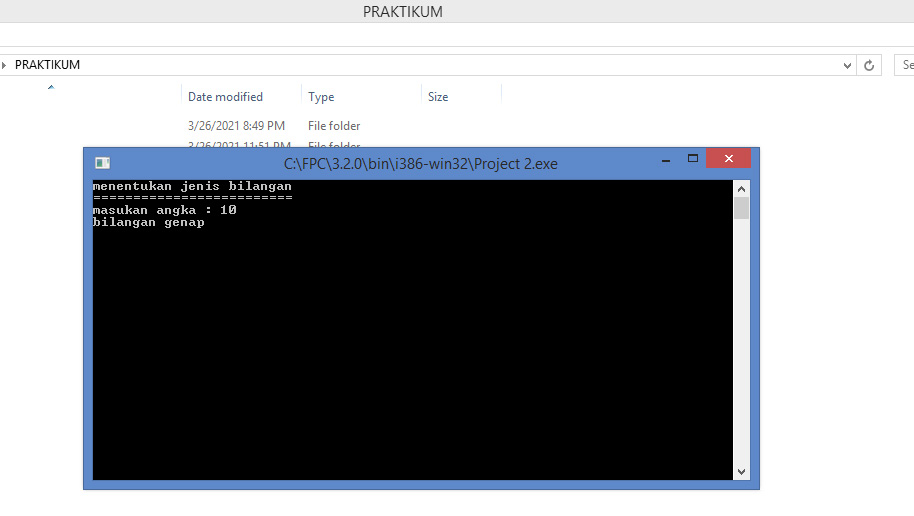 PRAKTIKUM
PRAKTIKUM
Se
Date modified Type Size
3/26/2021 8:49 PM File folder
3/26/2021 11:51 PM File folder
C:\FPC\3.2.0\bin\i386-win32\Project 2.exe
menentukan jenis bilangan
=========================
masukan angka : 10
bilangan genap